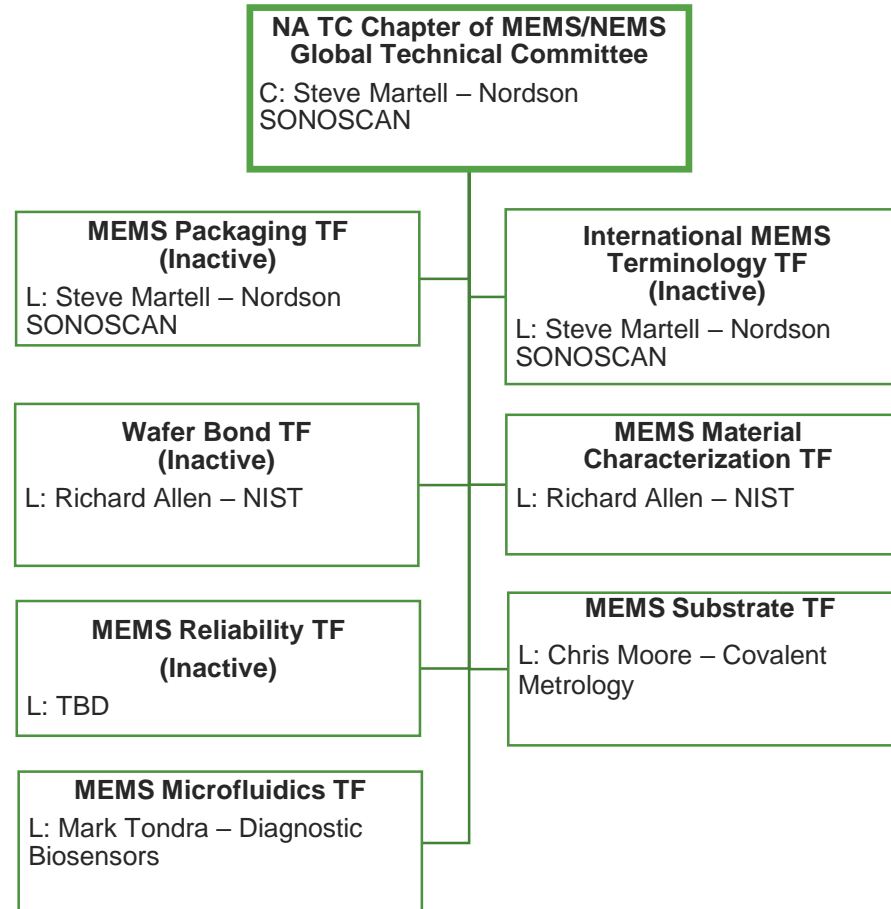 NA TC Chapter of MEMS/NEMS
Global Technical Committee
C: Steve Martell – Nordson
SONOSCAN
MEMS Packaging TF
(Inactive)
L: Steve Martell – Nordson
SONOSCAN
International MEMS
Terminology TF
(Inactive)
L: Steve Martell – Nordson
SONOSCAN
Wafer Bond TF
(Inactive)
L: Richard Allen – NIST
MEMS Material
Characterization TF
L: Richard Allen – NIST
MEMS Reliability TF
(Inactive)
L: TBD
MEMS Substrate TF
L: Chris Moore – Covalent
Metrology
MEMS Microfluidics TF
L: Mark Tondra – Diagnostic
Biosensors